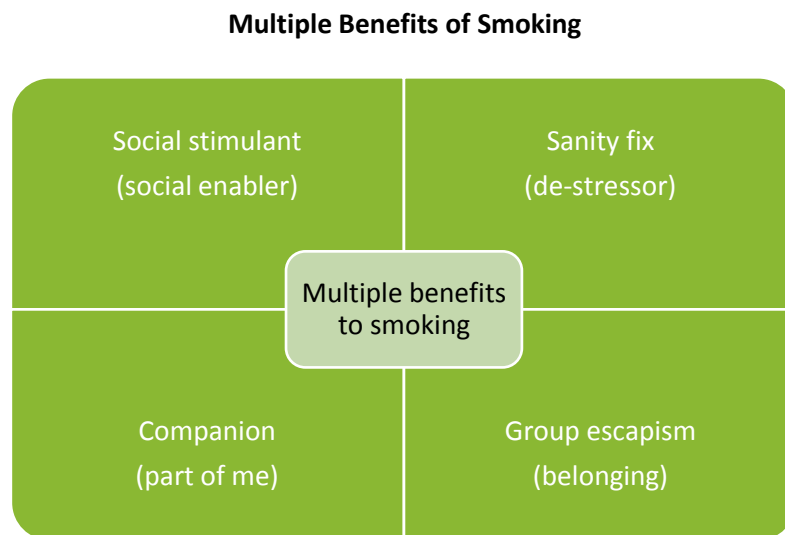 Multiple Benefits of Smoking
Social stimulant
(social enabler)
Sanity fix
(de-stressor)
Multiple benefits
to smoking
Companion
(part of me)
Group escapism
(belonging)